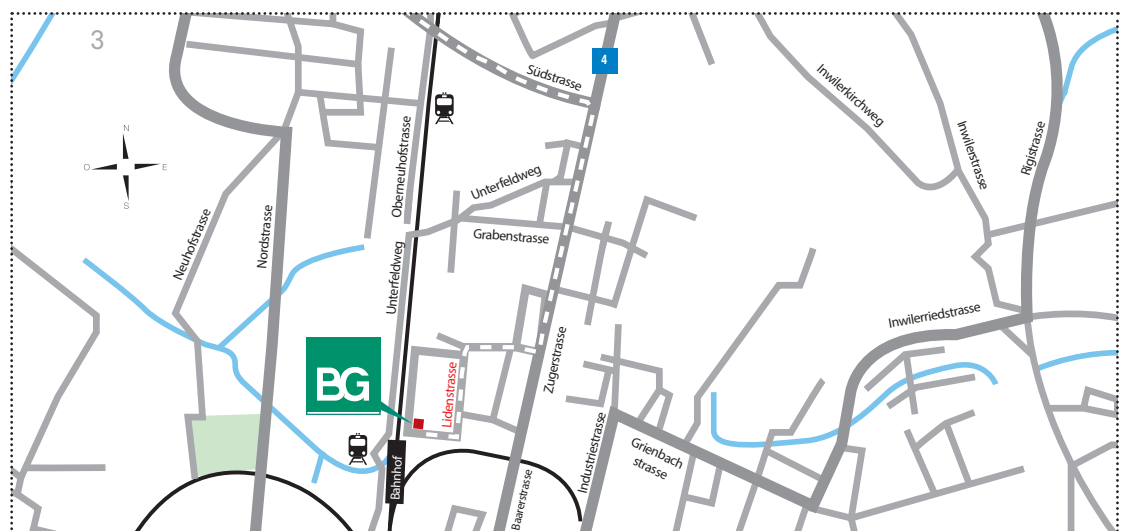 3
4
Südstrasse
Inwilerkirchweg
Inwilerstrasse
Rigistrasse
N
O
E
S
Oberneuhofstrasse
Unterfeldweg
Neuhofstrasse
Nordstrasse
Grabenstrasse
Unterfeldweg
Inwilerriedstrasse
Zugerstrasse
BG
Lidenstrasse
Industriestrasse
Grienbach
strasse
Bahnhof
Baarerstrasse